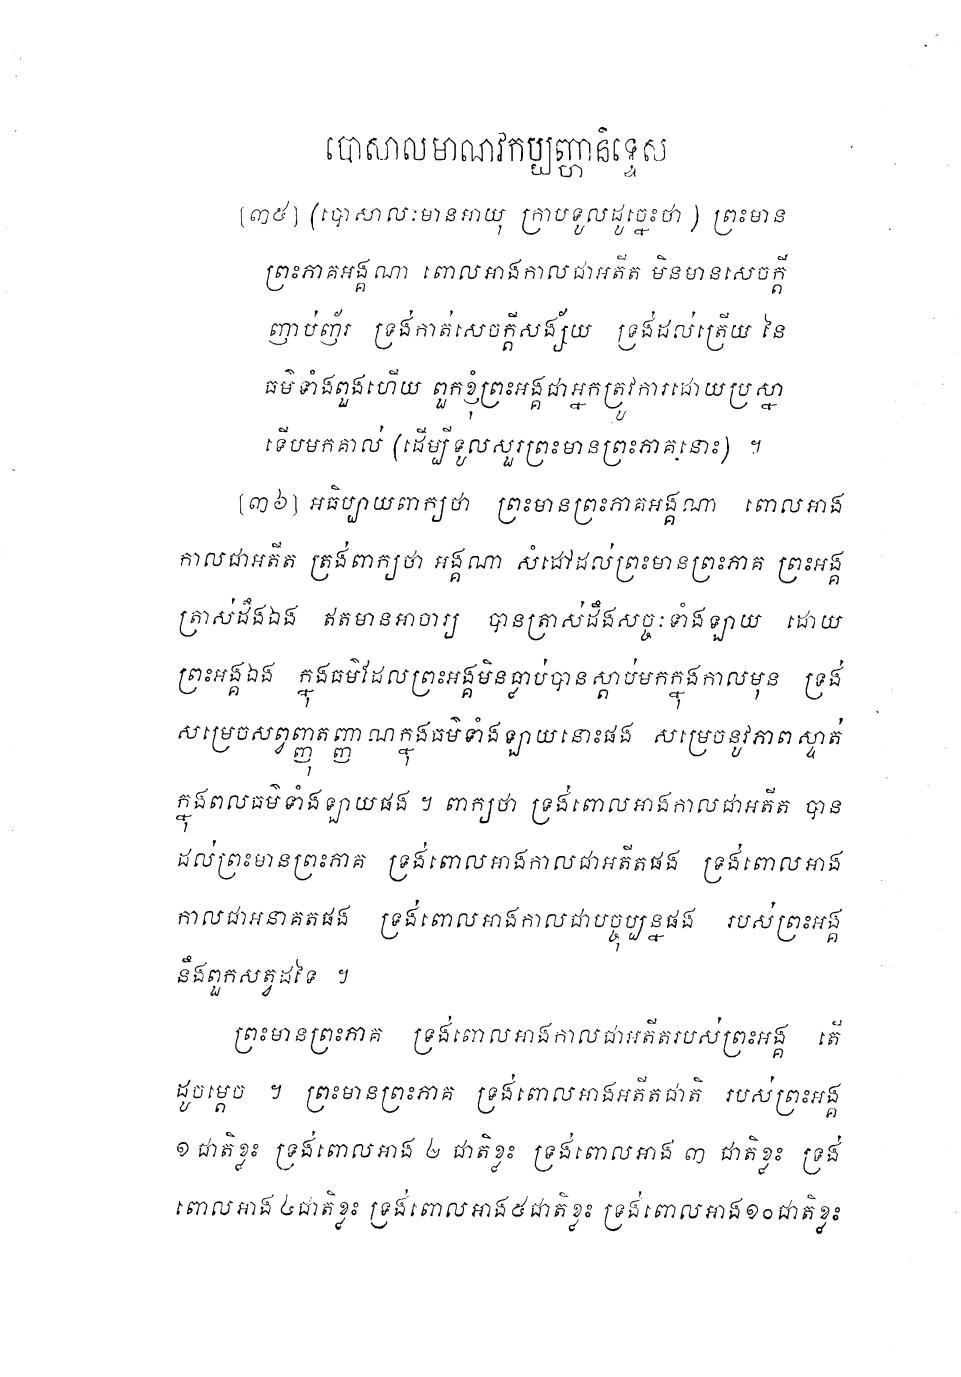 បោសាលមាណវកប្បញ្ហានិទ្ទេស
[៣៥] (បោសាលៈមានអាយុ ក្រាបទូលដូច្នេះថា) ព្រះមាន
ព្រះភាគអង្គណា ពោលអាងកាលជាអតីត មិនមានសេចក្តី
ញាប់ញ័រ ទ្រង់កាត់សេចក្តីសង្ស័យ ទ្រង់ដល់ត្រើយ នៃ
ធម៌ទាំងពួងហើយ ពួកខ្ញុំព្រះអង្គជាអ្នកត្រូវការដោយប្រស្នា
ទើបមកគាល់ (ដើម្បីទូលសួរព្រះមានព្រះភាគនោះ) ។
[៣៦] អធិប្បាយពាក្យថា ព្រះមានព្រះភាគអង្គណា ពោលអាង
កាលជាអតីត ត្រង់ពាក្យថា អង្គណា សំដៅដល់ព្រះមានព្រះភាគ ព្រះអង្គ
ត្រាស់ដឹងឯង ឥតមានអាចារ្យ បានត្រាស់ដឹងសច្ចៈទាំងឡាយ ដោយ
ព្រះអង្គឯង ក្នុងធម៌ដែលព្រះអង្គមិនធ្លាប់បានស្តាប់មកក្នុងកាលមុន ទ្រង់
សម្រេចសព្វញ្ញុតញ្ញាណក្នុងធម៌ទាំងឡាយនោះផង សម្រេចនូវភាពស្ទាត់
ក្នុងពលធម៌ទាំងឡាយផង ។ ពាក្យថា ទ្រង់ពោលអាងកាលជាអតីត បាន
ដល់ព្រះមានព្រះភាគ ទ្រង់ពោលអាងកាលជាអតីតផង ទ្រង់ពោលអាង
កាលជាអនាគតផង ទ្រង់ពោលអាងកាលជាបច្ចុប្បន្នផង របស់ព្រះអង្គ
នឹងពួកសត្វដទៃ ។
ព្រះមានព្រះភាគ ទ្រង់ពោលអាងកាលជាអតីតរបស់ព្រះអង្គ តើ
ដូចម្តេច ។ ព្រះមានព្រះភាគ ទ្រង់ពោលអាងអតីតជាតិ របស់ព្រះអង្គ
១ ជាតិខ្លះ ទ្រង់ពោលអាង ២ ជាតិខ្លះ ទ្រង់ពោលអាង ៣ ជាតិខ្លះ ទ្រង់
ពោលអាង ៤ ជាតិខ្លះ ទ្រង់ពោលអាង ៥ ជាតិខ្លះ ទ្រង់ពោលអាង ១០ ជាតិខ្លះ